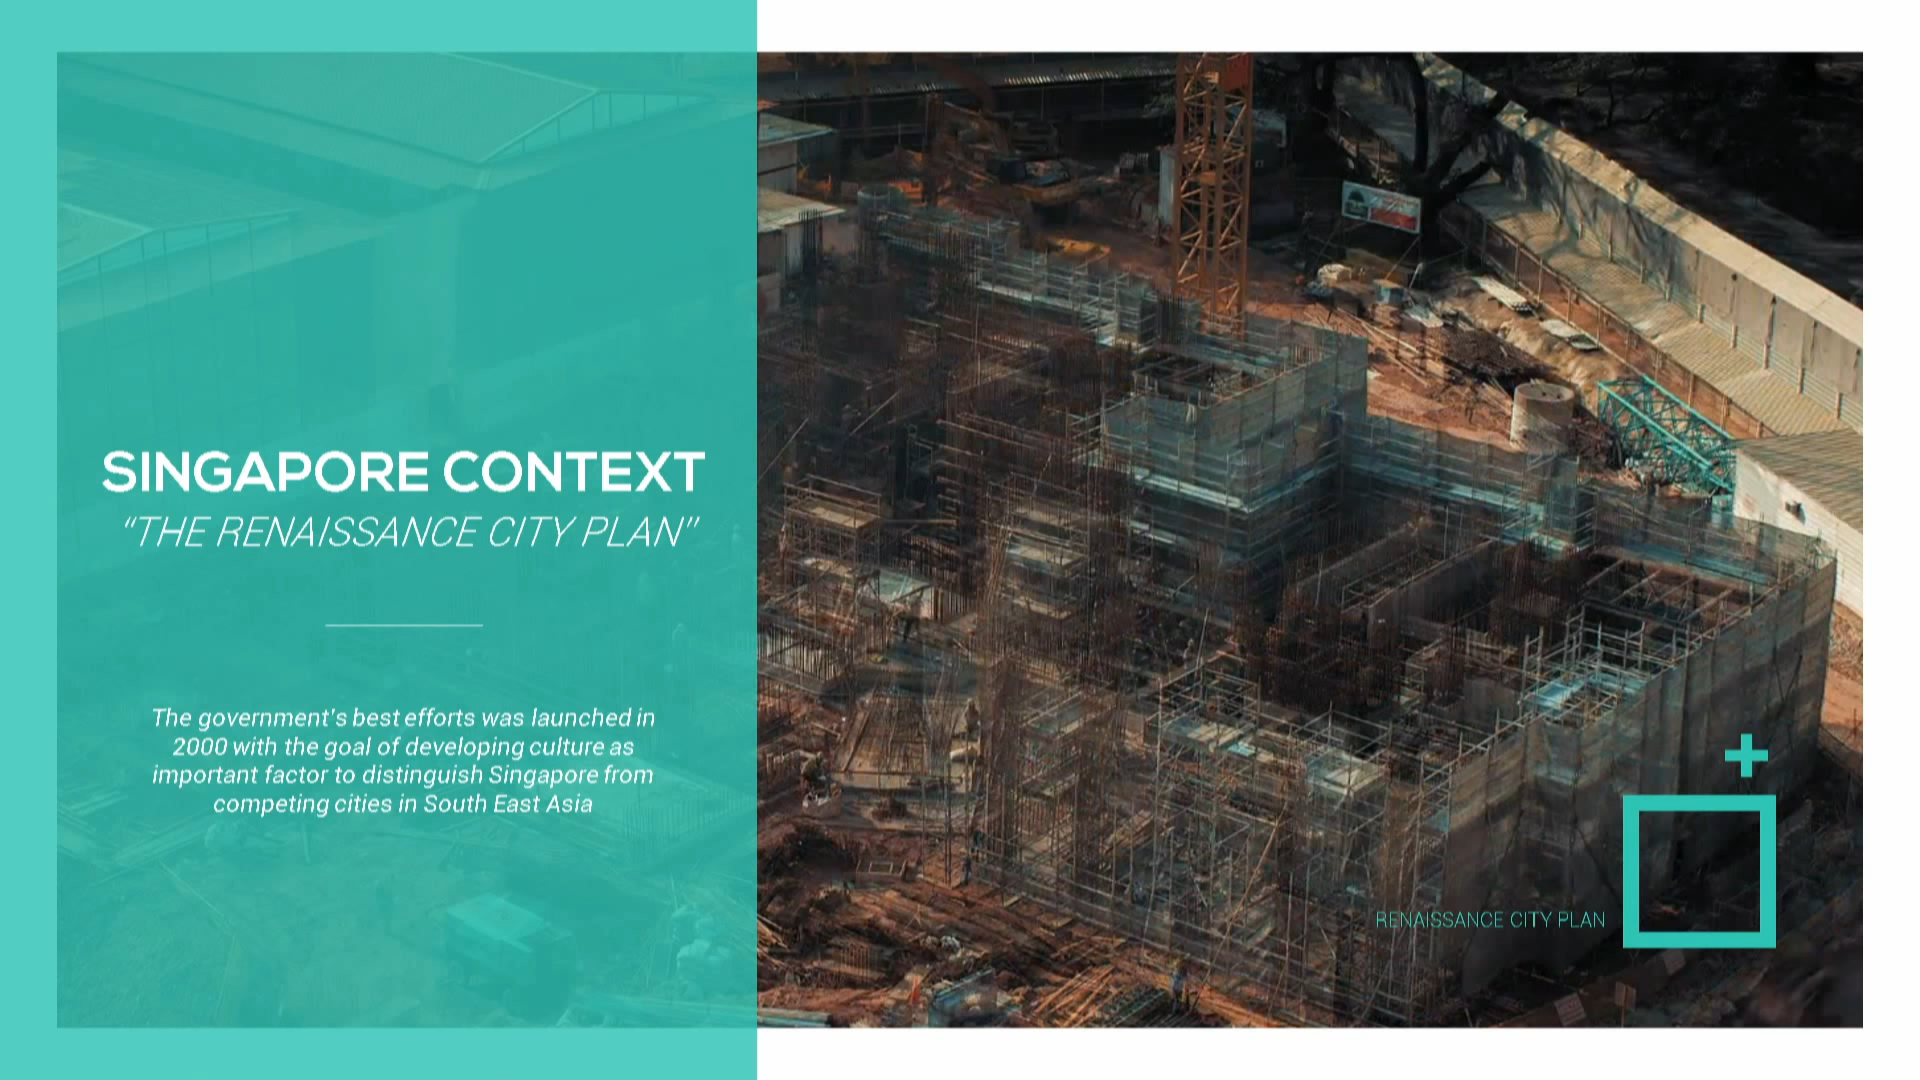 SINGAPORE CONTEXT
“THE RENAISSANCE CITY PLAN”
The government’s best efforts was launched in
2000 with the goal of developing culture as
important factor to distinguish Singapore from
competing cities in South East Asia
RENAISSANCE CITY PLAN